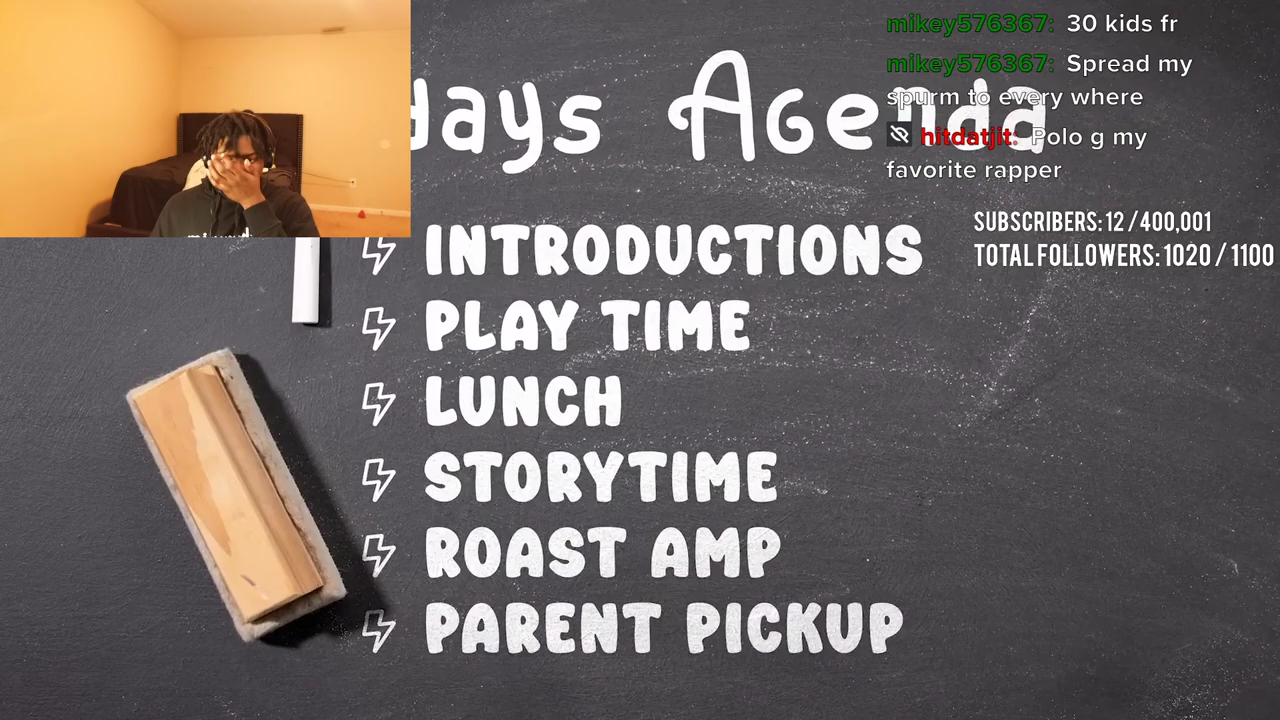 mikey576367: 30 kids fr
mikey576367: Spread my
spurm to every where
hitdatjit: Polo g my
favorite rapper
days Agenda
SUBSCRIBERS: 12 / 400,001
TOTAL FOLLOWERS: 1020 / 1100
INTRODUCTIONS
PLAY TIME
LUNCH
STORYTIME
ROAST AMP
PARENT PICKUP